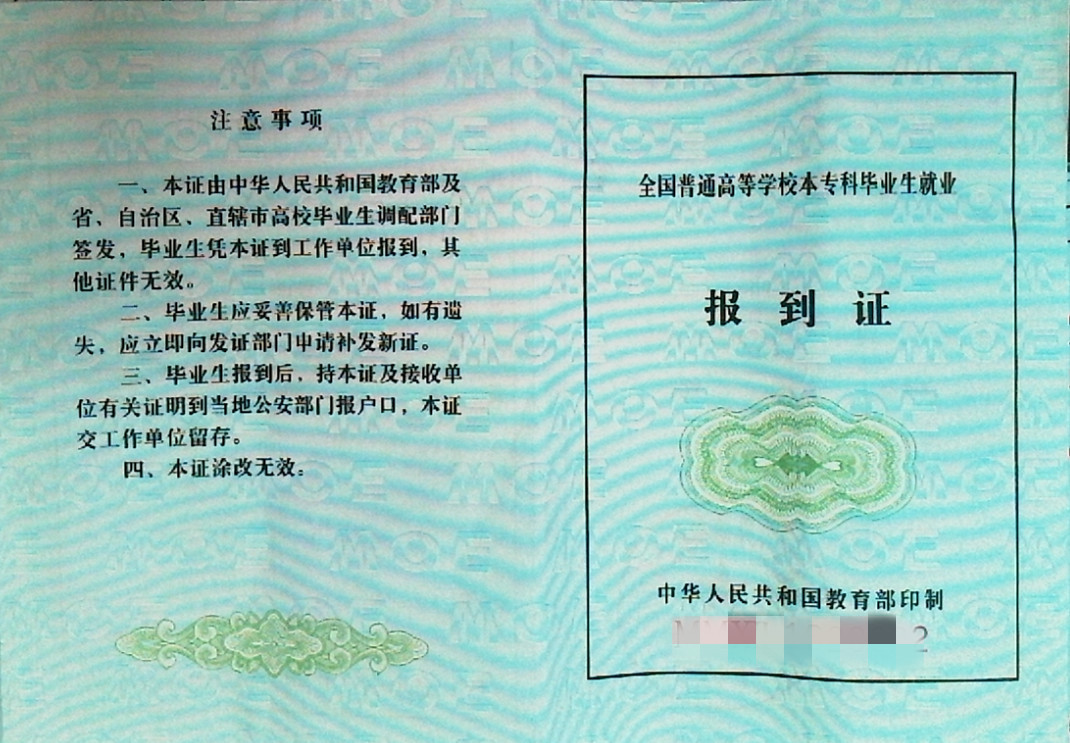 注意事项
一、本证由中华人民共和国教育部及
省、自治区、直辖市高校毕业生调配部门
签发，毕业生凭本证到工作单位报到，其
他证件无效。
二、毕业生应妥善保管本证，如有遗
失，应立即向发证部门申请补发新证。
三、毕业生报到后，持本证及接收单
位有关证明到当地公安部门报户口，本证
交工作单位留存。
四、本证涂改无效。
全国普通高等学校本专科毕业生就业
报到证
中华人民共和国教育部印制
2